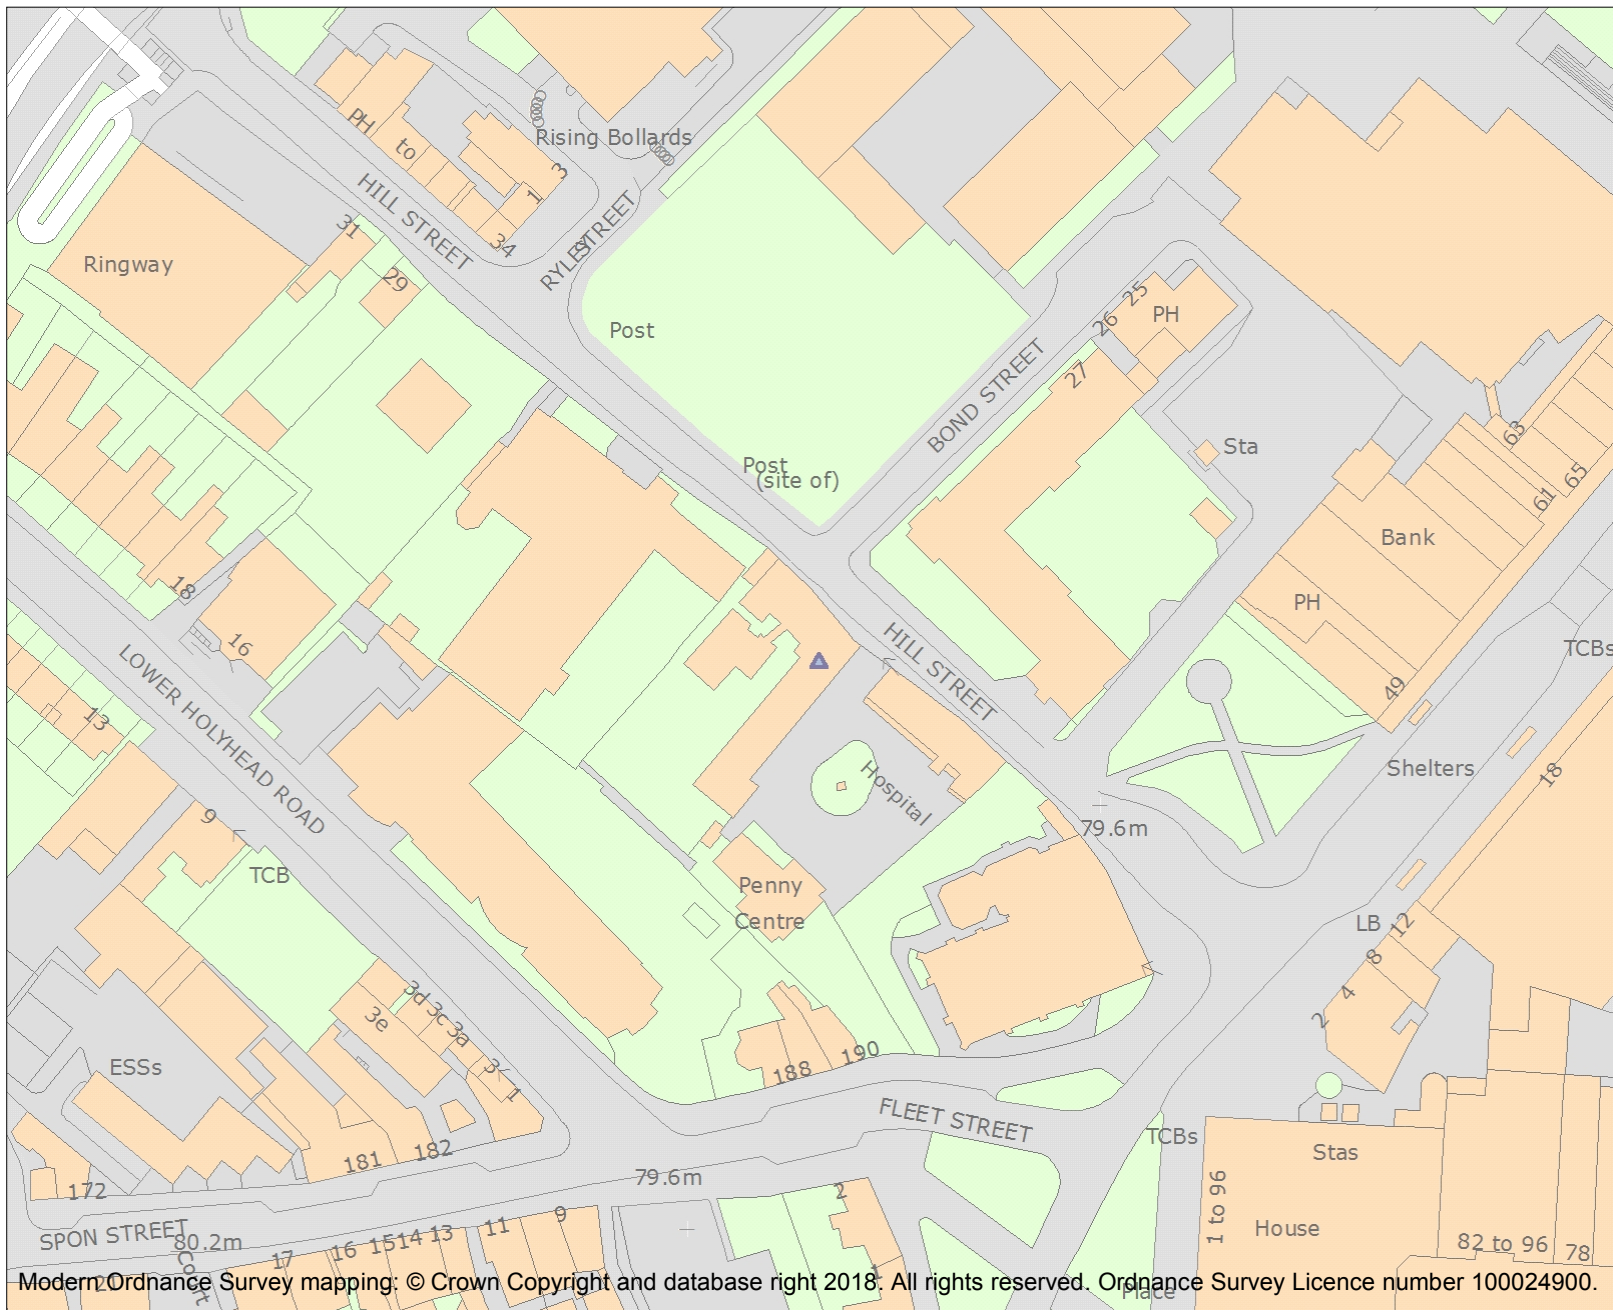 Rising Bollards
PH
to
3
1
34
HILL STREET
RYLEY
STREET
31
Ringway
29
Post
25
26
PH
27
BOND STREET
Post
(site of)
Sta
63
65
61
Bank
PH
49
TCBs
18
16
LOWER HOLYHEAD ROAD
13
HILL STREET
Hospital
Shelters
18
79.6m
9
TCB
Penny
Centre
LB
12
8
4
2
3d
3c
3a
3e
3
1
ESSs
188
190
FLEET STREET
TCBs
Stas
181
182
172
79.6m
2
1 to 96
House
SPON STREET
80.2m
Court
17
16
15
14
13
11
9
82 to 96
78
21
1
Place
Modern Ordnance Survey mapping: © Crown Copyright and database right 2018. All rights reserved. Ordnance Survey Licence number 100024900.